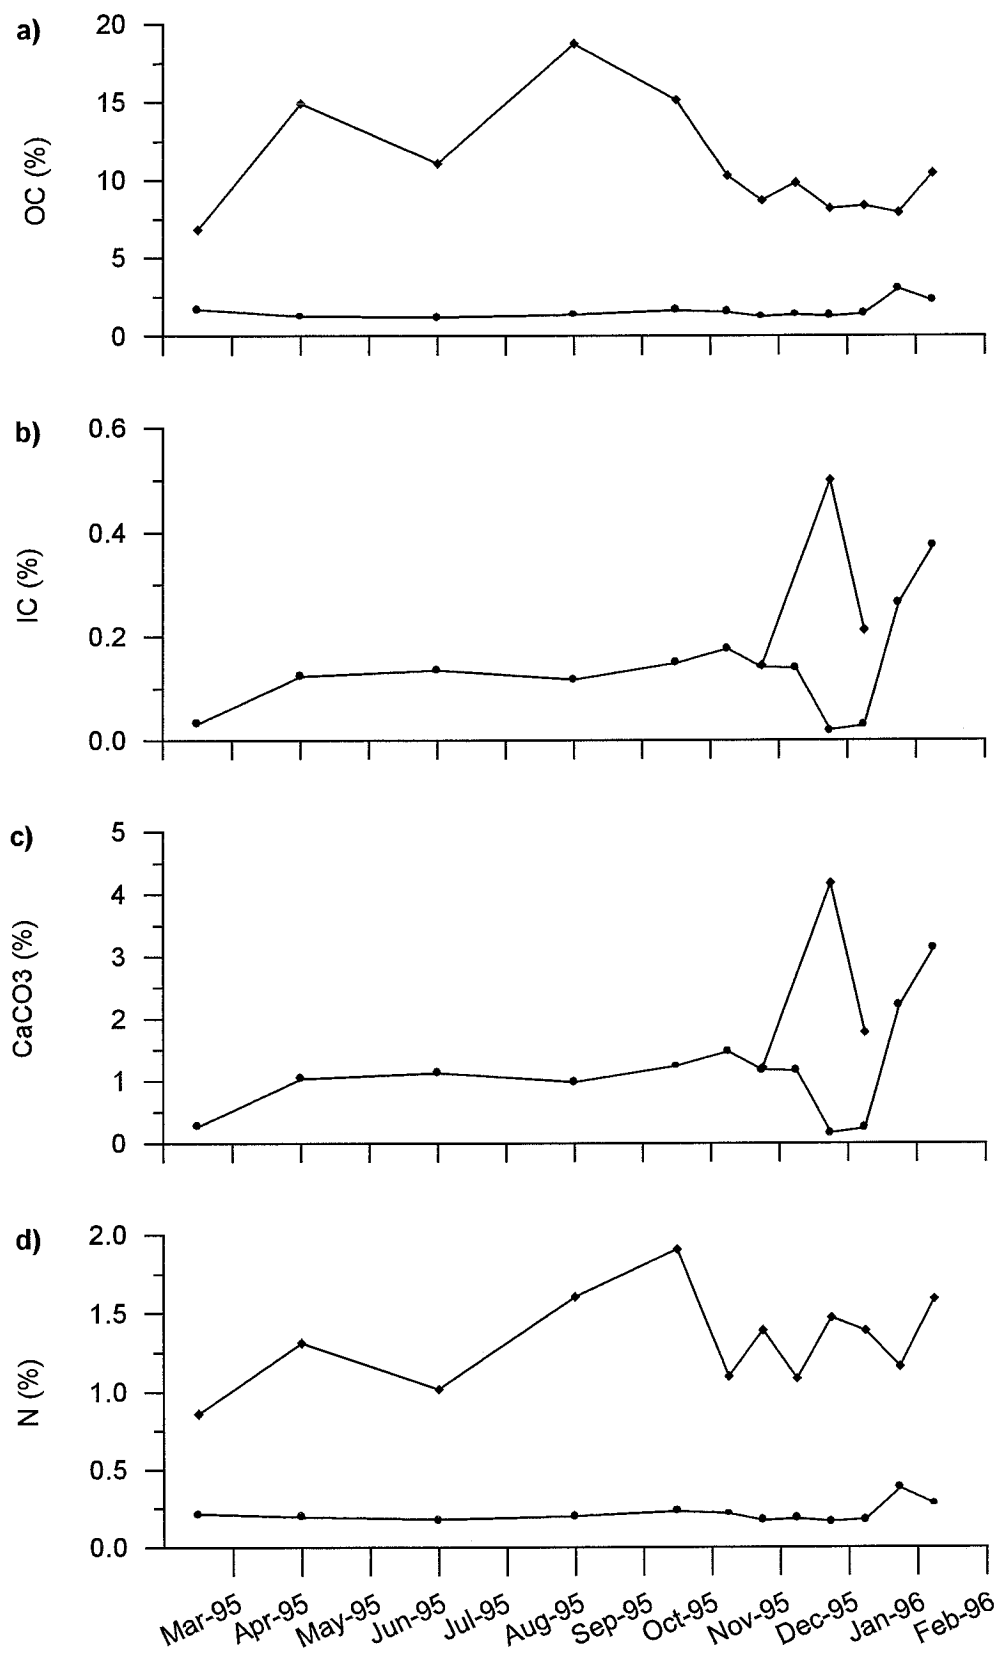 a)
20
15
10
5
0
OC (%)
b)
0.6
0.4
0.2
0.0
IC (%)
c)
5
4
3
2
1
0
CaCO3 (%)
d)
2.0
1.5
1.0
0.5
0.0
N (%)
Mar-95 Apr-95 May-95 Jun-95 Jul-95 Aug-95 Sep-95 Oct-95 Nov-95 Dec-95 Jan-96 Feb-96